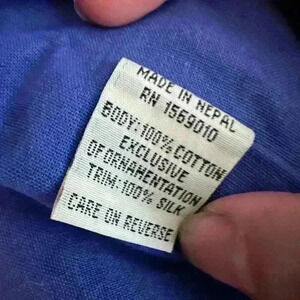 MADE IN NEPAL
RN 1569010
BODY:100% COTTON
EXCLUSIVE
OF ORNAMENTATION
TRIM:100% SILK
CARE ON REVERSE